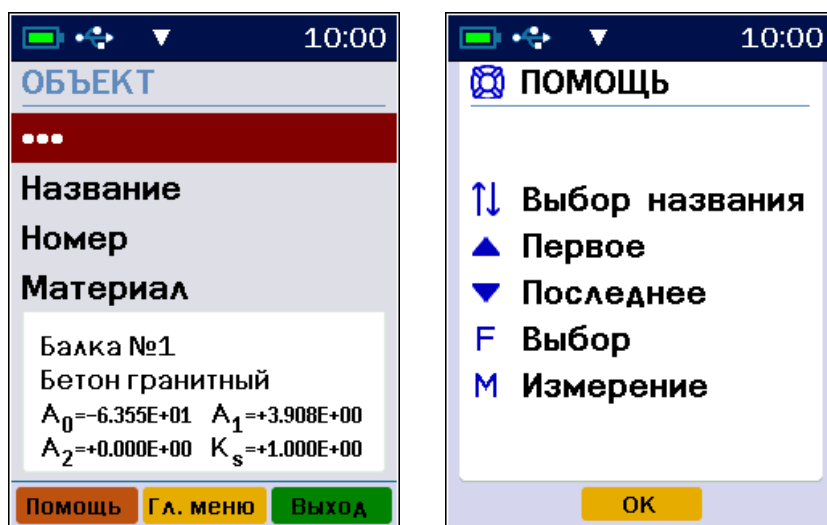 10:00
ОБЪЕКТ
•••
Название
Номер
Материал
Балка №1
Бетон гранитный
A0=-6.355E+01 A1=+3.908E+00
A2=+0.000E+00 Ks=+1.000E+00
Помощь Гл. меню Выход
10:00
ПОМОЩЬ
Выбор названия
Первое
Последнее
F Выбор
M Измерение
ОК